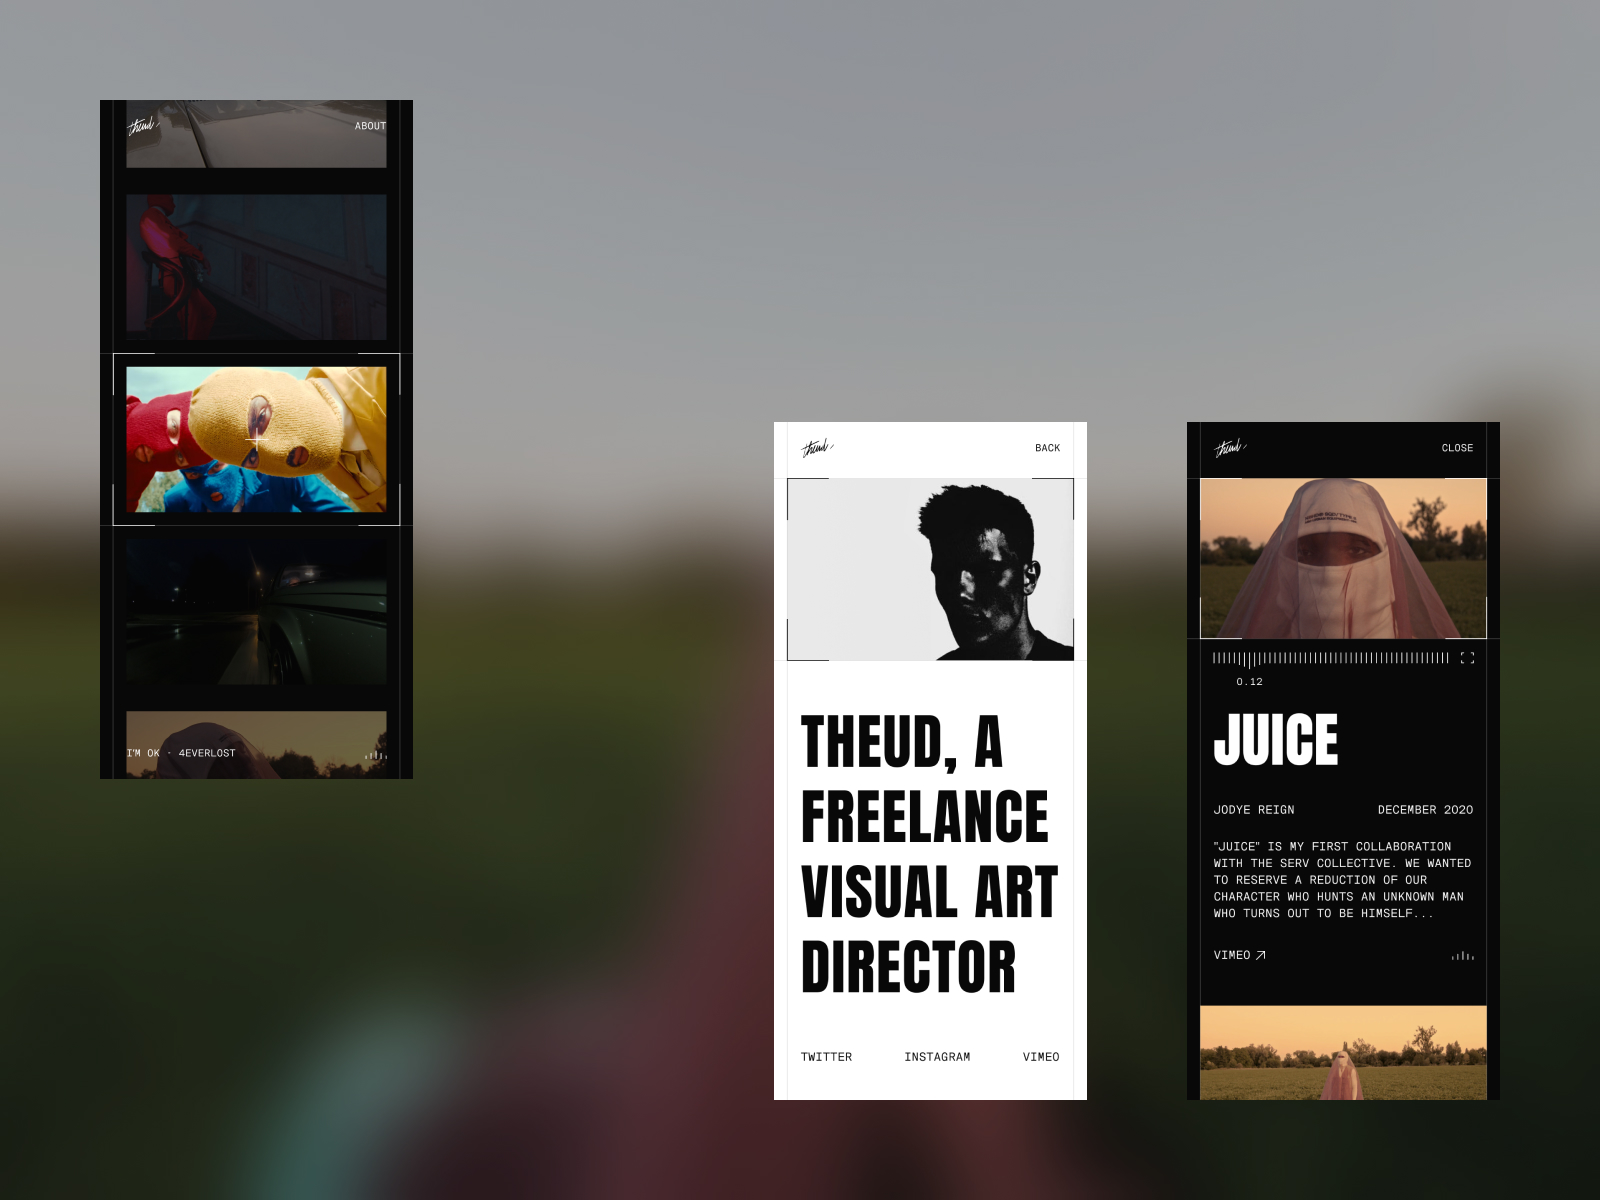 theud
ABOUT
I'M OK · 4EVERLOST
theud
BACK
THEUD, A
FREELANCE
VISUAL ART
DIRECTOR
TWITTER INSTAGRAM VIMEO
theud
CLOSE
0.12
JUICE
JODYE REIGN DECEMBER 2020
"JUICE" IS MY FIRST COLLABORATION
WITH THE SERV COLLECTIVE. WE WANTED
TO RESERVE A REDUCTION OF OUR
CHARACTER WHO HUNTS AN UNKNOWN MAN
WHO TURNS OUT TO BE HIMSELF...
VIMEO